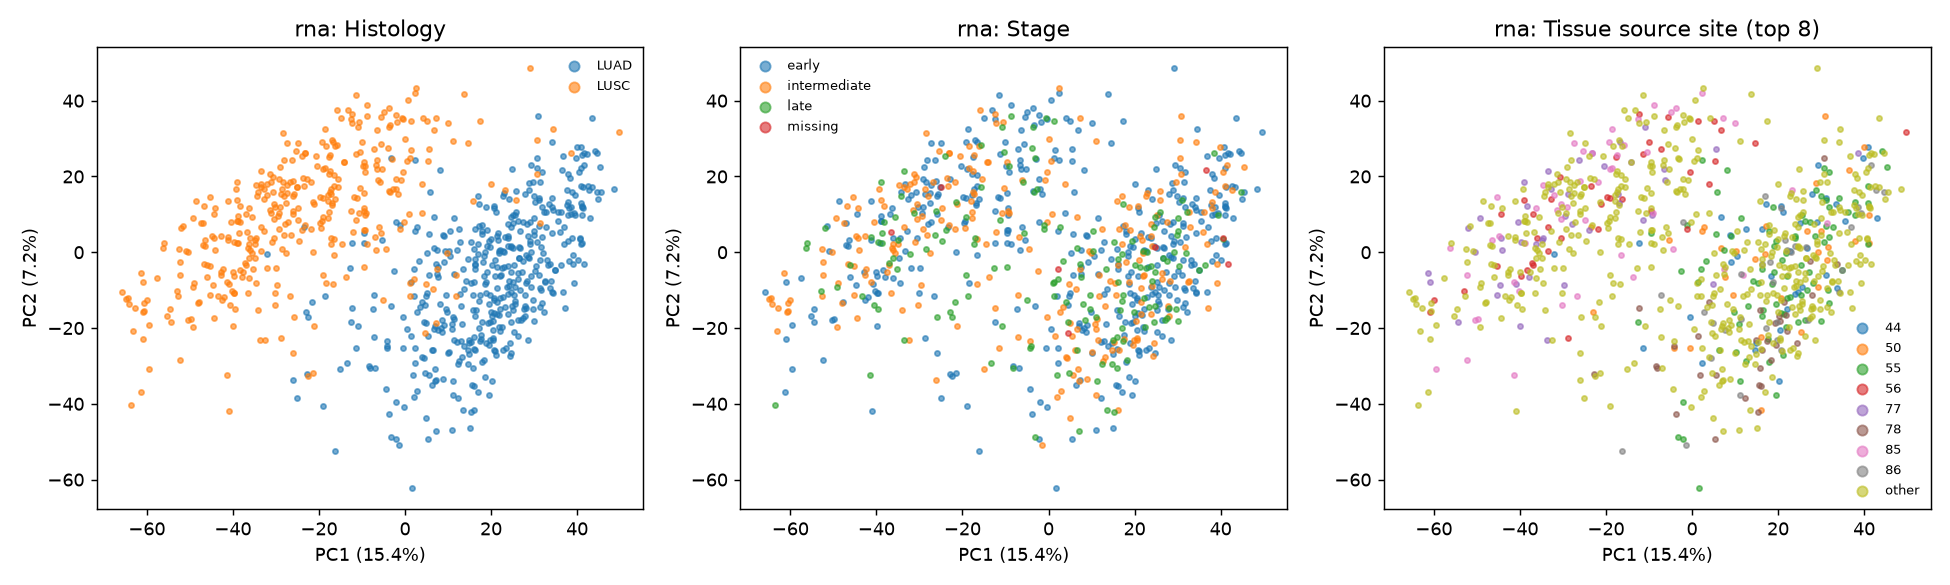 rna: Histology
LUAD
LUSC
40
20
0
−20
−40
−60
PC2 (7.2%)
−60 −40 −20 0 20 40
PC1 (15.4%)
rna: Stage
early
intermediate
late
missing
40
20
0
−20
−40
−60
PC2 (7.2%)
−60 −40 −20 0 20 40
PC1 (15.4%)
rna: Tissue source site (top 8)
40
20
0
−20
−40
−60
PC2 (7.2%)
44
50
55
56
77
78
85
86
other
−60 −40 −20 0 20 40
PC1 (15.4%)